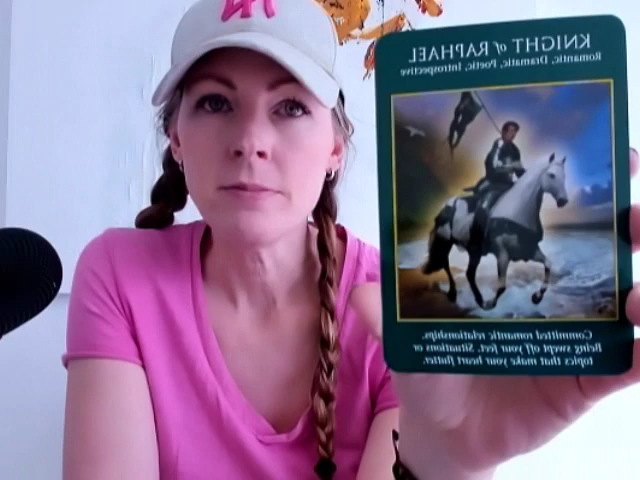 NY
KNIGHT of RAPHAEL
Romantic, Dramatic, Poetic, Introspective
Committed romantic relationships.
Being swept off your feet. Situations or
topics that make your heart flutter.